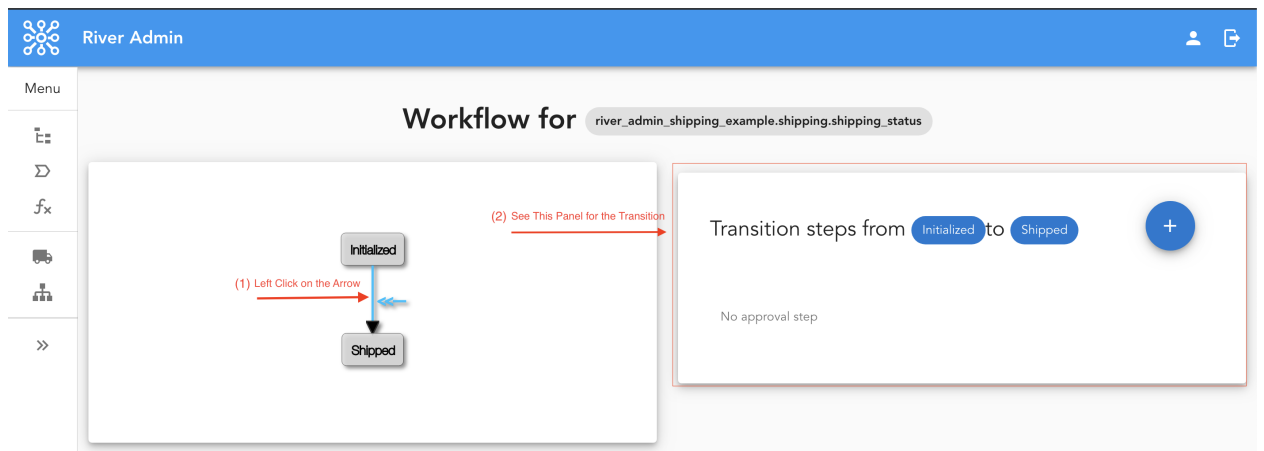 River Admin
Menu
Workflow for river_admin_shipping_example.shipping.shipping_status
(2) See This Panel for the Transition
Initialized
(1) Left Click on the Arrow
Shipped
Transition steps from Initialized to Shipped
+
No approval step